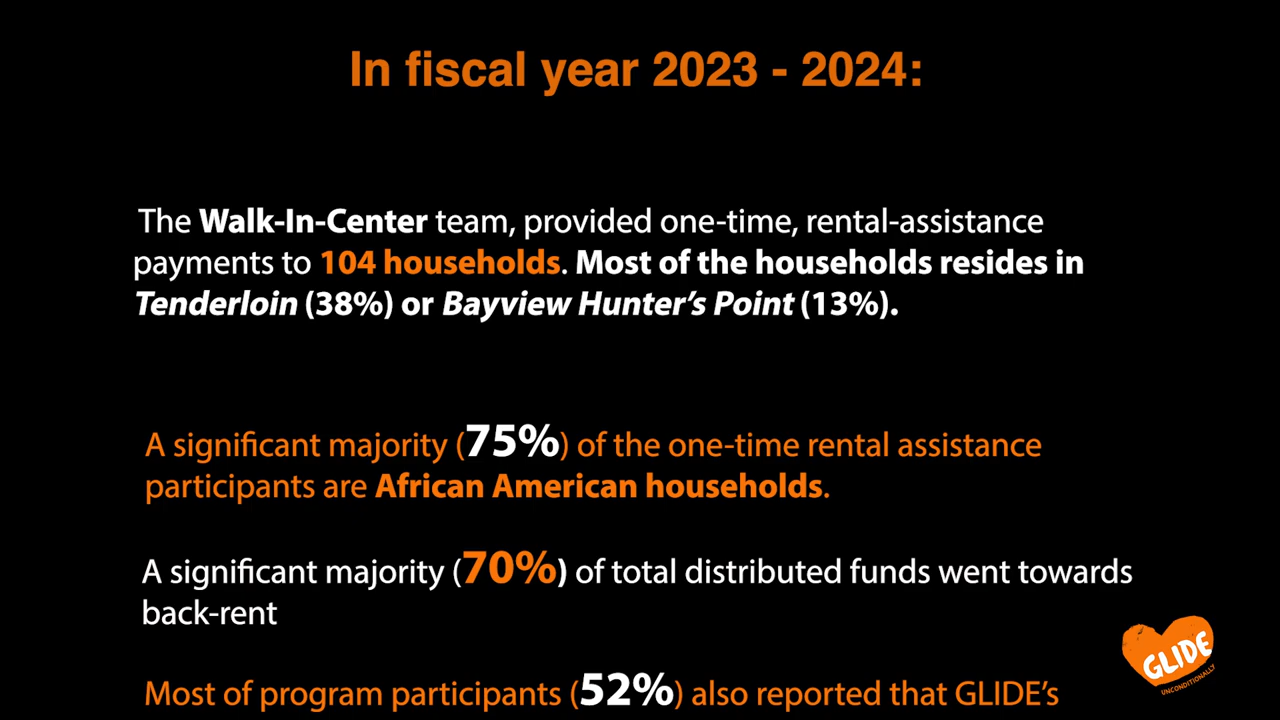 In fiscal year 2023 - 2024:
The Walk-In-Center team, provided one-time, rental-assistance
payments to 104 households. Most of the households resides in
Tenderloin (38%) or Bayview Hunter’s Point (13%).
A significant majority (75%) of the one-time rental assistance
participants are African American households.
A significant majority (70%) of total distributed funds went towards
back-rent
Most of program participants (52%) also reported that GLIDE’s
GLIDE
UNCONDITIONALLY